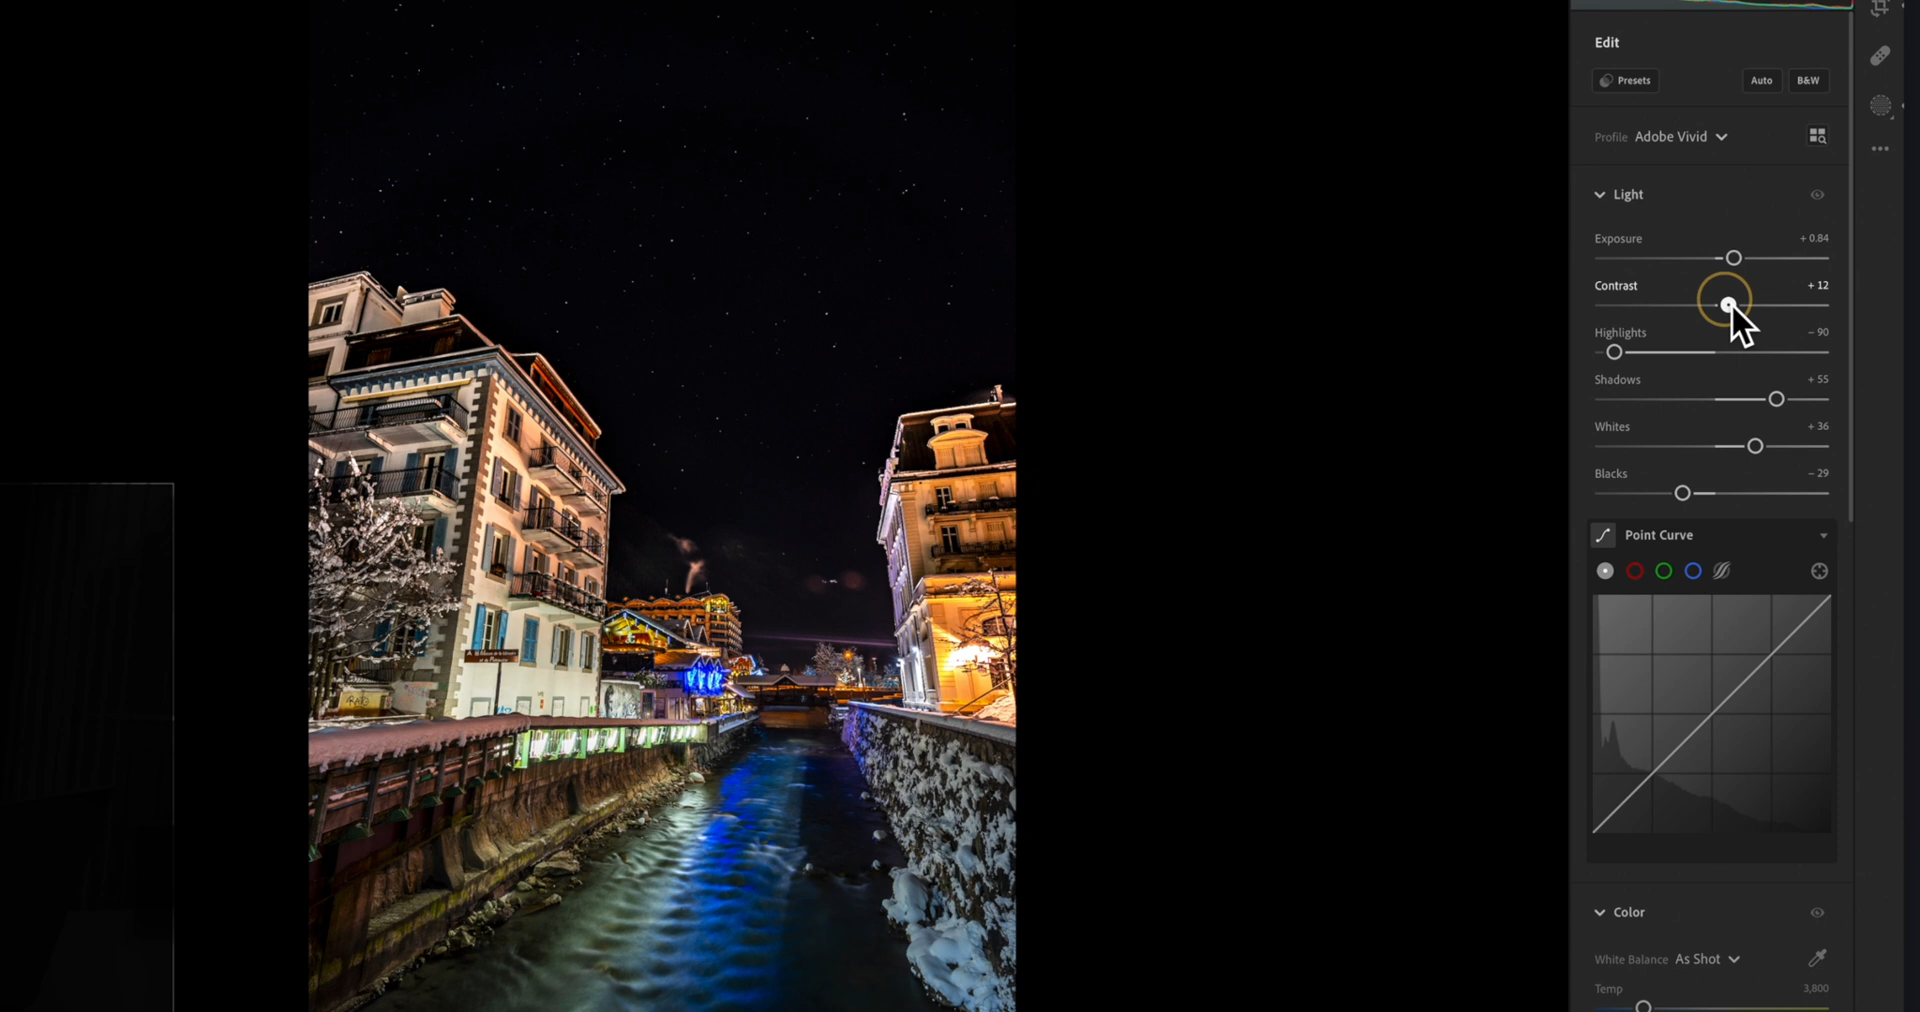 Edit
Presets
Auto
B&W
Profile Adobe Vivid
Light
Exposure + 0.84
Contrast + 12
Highlights – 90
Shadows + 55
Whites + 36
Blacks – 29
Point Curve
Color
White Balance As Shot
Temp 3,800
RATO